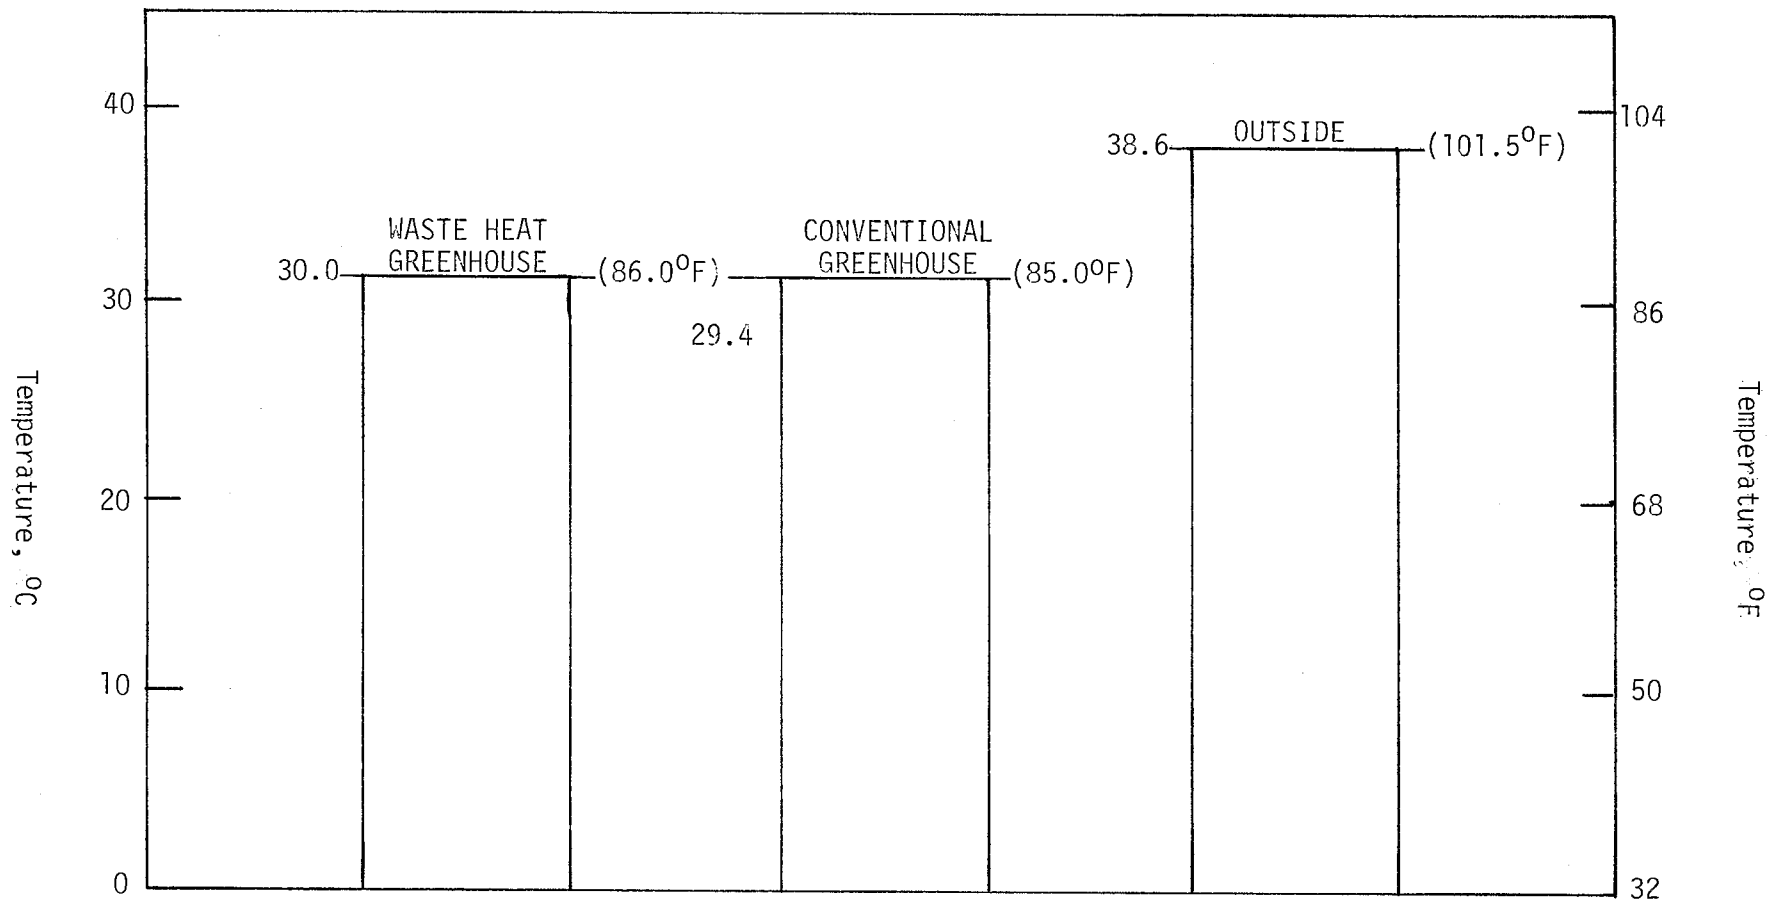 40
104
OUTSIDE
38.6
(101.5°F)
WASTE HEAT
GREENHOUSE
30.0
(86.0°F)
CONVENTIONAL
GREENHOUSE
(85.0°F)
29.4
30
86
20
68
10
50
0
32
Temperature, °C
Temperature, °F